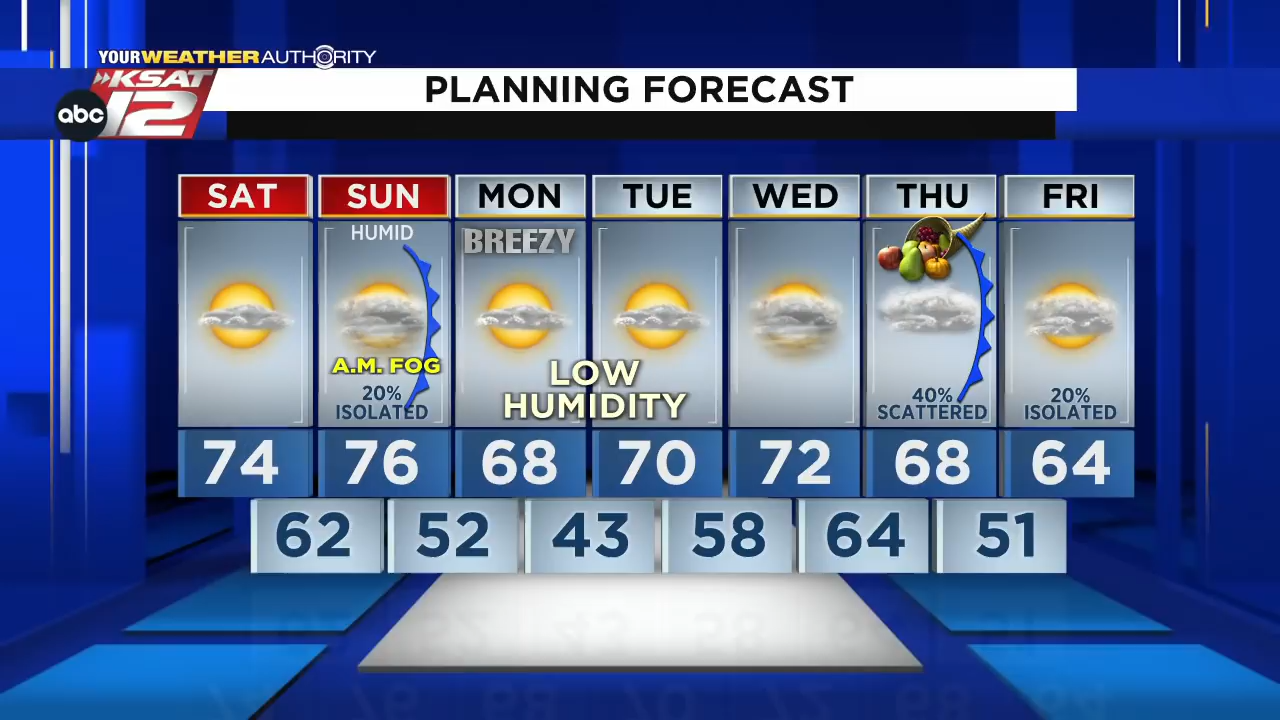 YOURWEATHERAUTHORITY
KSAT
abc 12
PLANNING FORECAST
SAT SUN MON TUE WED THU FRI
HUMID BREEZY
A.M. FOG
LOW
HUMIDITY
20% 40% 20%
ISOLATED SCATTERED ISOLATED
74 76 68 70 72 68 64
62 52 43 58 64 51